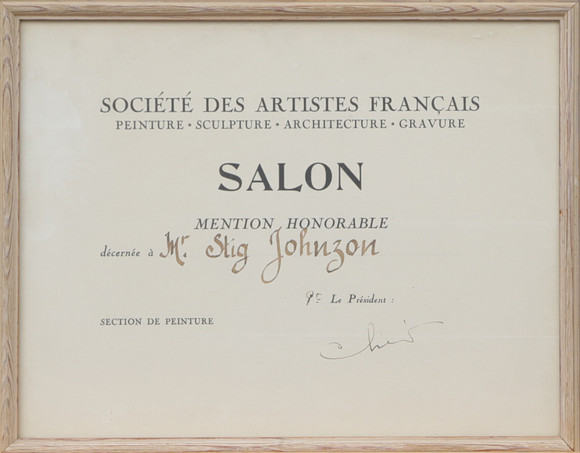 SOCIÉTÉ DES ARTISTES FRANÇAIS
PEINTURE • SCULPTURE • ARCHITECTURE • GRAVURE
SALON
MENTION HONORABLE
décernée à Mr. Stig Johnzon
Pr Le Président :
SECTION DE PEINTURE